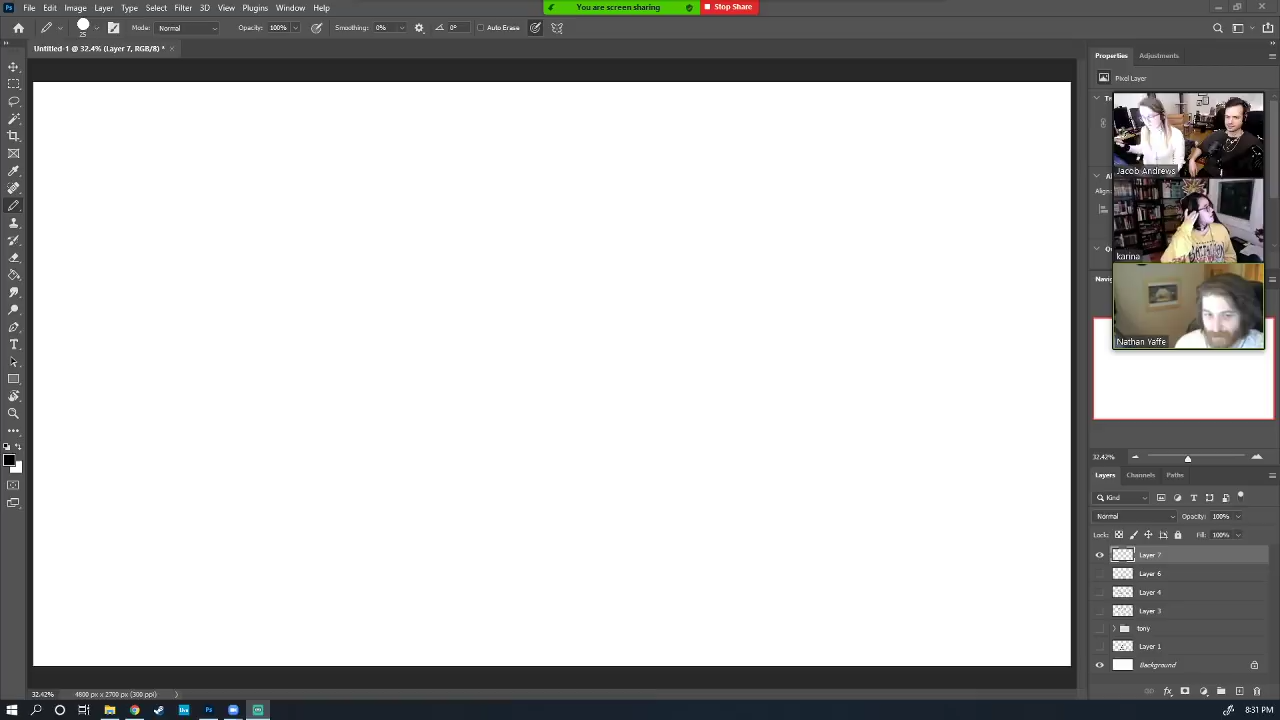 File Edit Image Layer Type Select Filter 3D View Plugins Window Help
You are screen sharing Stop Share
25 Mode: Normal Opacity: 100% Smoothing: 0% 0° Auto Erase
Untitled-1 @ 32.4% (Layer 7, RGB/8) * ×
Properties Adjustments
Pixel Layer
Jacob Andrews
Align:
karina
Nathan Yaffe
32.42%
Layers Channels Paths
Kind
Normal Opacity: 100%
Lock: Fill: 100%
Layer 7
Layer 6
Layer 4
Layer 3
tony
Layer 1
Background
32.42% 4800 px x 2700 px (300 ppi)
8:31 PM